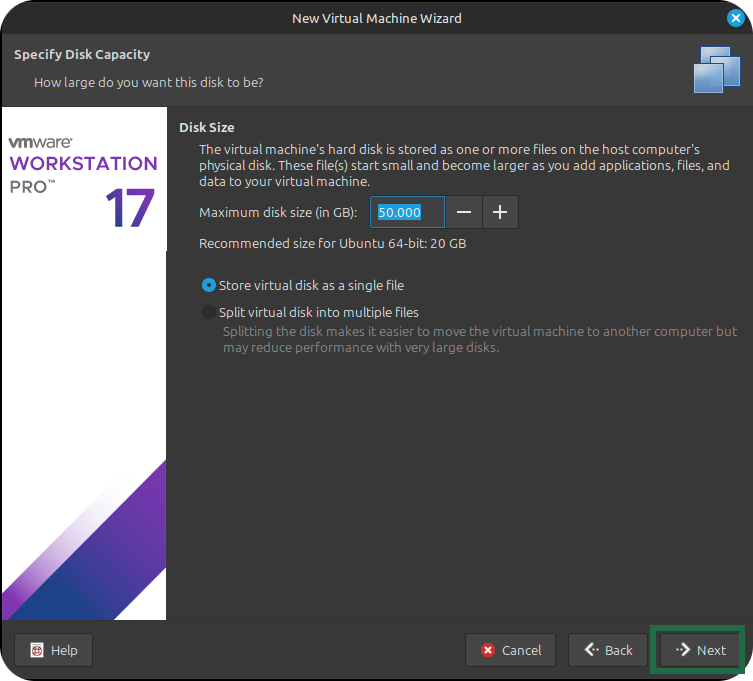 New Virtual Machine Wizard
Specify Disk Capacity
How large do you want this disk to be?
vmware®
WORKSTATION
PRO™
17
Disk Size
The virtual machine's hard disk is stored as one or more files on the host computer's
physical disk. These file(s) start small and become larger as you add applications, files, and
data to your virtual machine.
Maximum disk size (in GB): 50.000
Recommended size for Ubuntu 64-bit: 20 GB
Store virtual disk as a single file
Split virtual disk into multiple files
Splitting the disk makes it easier to move the virtual machine to another computer but
may reduce performance with very large disks.
Help Cancel Back Next